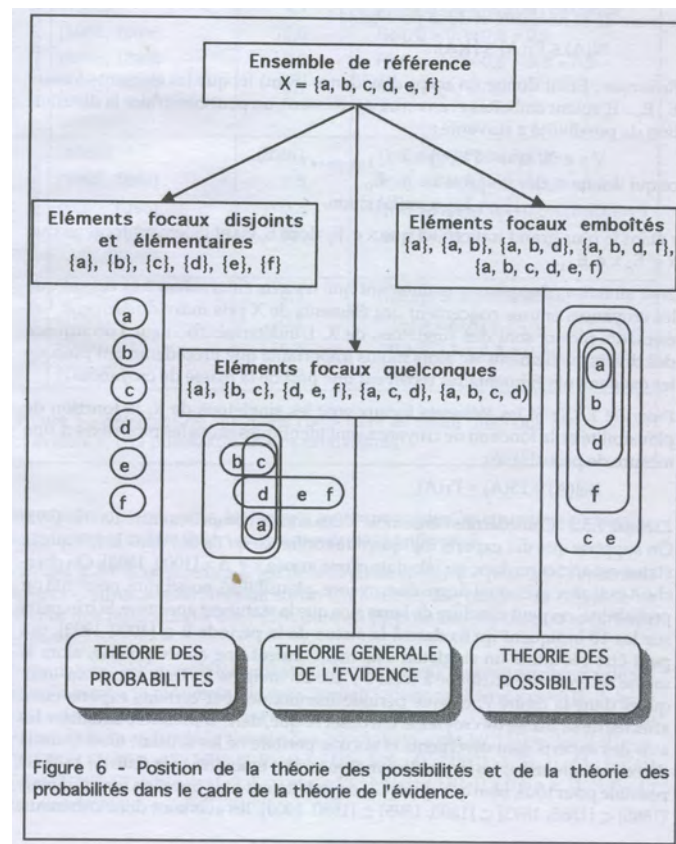 Ensemble de référence
X = {a, b, c, d, e, f}
Eléments focaux disjoints
et élémentaires
{a}, {b}, {c}, {d}, {e}, {f}
Eléments focaux emboîtés
{a}, {a, b}, {a, b, d}, {a, b, d, f},
{a, b, c, d, e, f)
Eléments focaux quelconques
{a}, {b, c}, {d, e, f}, {a, c, d}, {a, b, c, d)
a
b
c
d
e
f
b c
d e f
a
a
b
d
f
c e
THEORIE DES
PROBABILITES
THEORIE GENERALE
DE L'EVIDENCE
THEORIE DES
POSSIBILITES
Figure 6 - Position de la théorie des possibilités et de la théorie des
probabilités dans le cadre de la théorie de l'évidence.